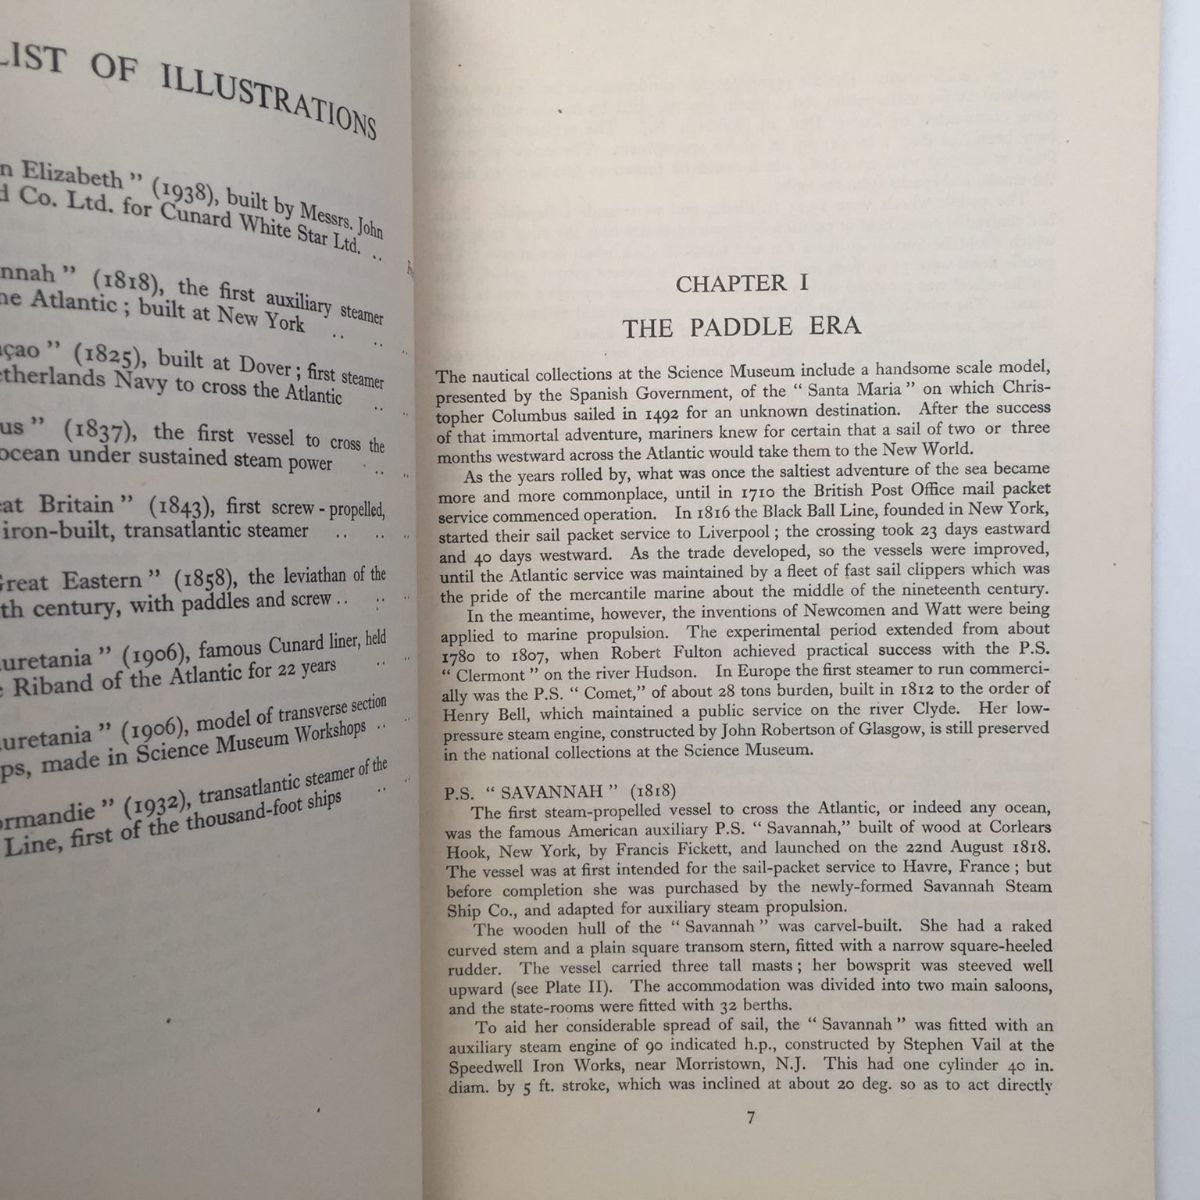 LIST OF ILLUSTRATIONS
Elizabeth ” (1938), built by Messrs. John
Co. Ltd. for Cunard White Star Ltd. ..
nnah ” (1818), the first auxiliary steamer
he Atlantic ; built at New York .. .. ..
açao ” (1825), built at Dover ; first steamer
etherlands Navy to cross the Atlantic .. ..
us ” (1837), the first vessel to cross the
ocean under sustained steam power .. ..
eat Britain ” (1843), first screw-propelled,
iron-built, transatlantic steamer .. .. ..
Great Eastern ” (1858), the leviathan of the
th century, with paddles and screw .. .. ..
uretania ” (1906), famous Cunard liner, held
e Riband of the Atlantic for 22 years .. ..
uretania ” (1906), model of transverse section
ps, made in Science Museum Workshops .. ..
ormandie ” (1932), transatlantic steamer of the
Line, first of the thousand-foot ships .. ..
CHAPTER I
THE PADDLE ERA
The nautical collections at the Science Museum include a handsome scale model,
presented by the Spanish Government, of the “ Santa Maria ” on which Chris-
topher Columbus sailed in 1492 for an unknown destination. After the success
of that immortal adventure, mariners knew for certain that a sail of two or three
months westward across the Atlantic would take them to the New World.
As the years rolled by, what was once the saltiest adventure of the sea became
more and more commonplace, until in 1710 the British Post Office mail packet
service commenced operation. In 1816 the Black Ball Line, founded in New York,
started their sail packet service to Liverpool ; the crossing took 23 days eastward
and 40 days westward. As the trade developed, so the vessels were improved,
until the Atlantic service was maintained by a fleet of fast sail clippers which was
the pride of the mercantile marine about the middle of the nineteenth century.
In the meantime, however, the inventions of Newcomen and Watt were being
applied to marine propulsion. The experimental period extended from about
1780 to 1807, when Robert Fulton achieved practical success with the P.S.
“ Clermont ” on the river Hudson. In Europe the first steamer to run commerci-
ally was the P.S. “ Comet,” of about 28 tons burden, built in 1812 to the order of
Henry Bell, which maintained a public service on the river Clyde. Her low-
pressure steam engine, constructed by John Robertson of Glasgow, is still preserved
in the national collections at the Science Museum.
P.S. “ SAVANNAH ” (1818)
The first steam-propelled vessel to cross the Atlantic, or indeed any ocean,
was the famous American auxiliary P.S. “ Savannah,” built of wood at Corlears
Hook, New York, by Francis Fickett, and launched on the 22nd August 1818.
The vessel was at first intended for the sail-packet service to Havre, France ; but
before completion she was purchased by the newly-formed Savannah Steam
Ship Co., and adapted for auxiliary steam propulsion.
The wooden hull of the “ Savannah ” was carvel-built. She had a raked
curved stem and a plain square transom stern, fitted with a narrow square-heeled
rudder. The vessel carried three tall masts ; her bowsprit was steeved well
upward (see Plate II). The accommodation was divided into two main saloons,
and the state-rooms were fitted with 32 berths.
To aid her considerable spread of sail, the “ Savannah ” was fitted with an
auxiliary steam engine of 90 indicated h.p., constructed by Stephen Vail at the
Speedwell Iron Works, near Morristown, N.J. This had one cylinder 40 in.
diam. by 5 ft. stroke, which was inclined at about 20 deg. so as to act directly
7